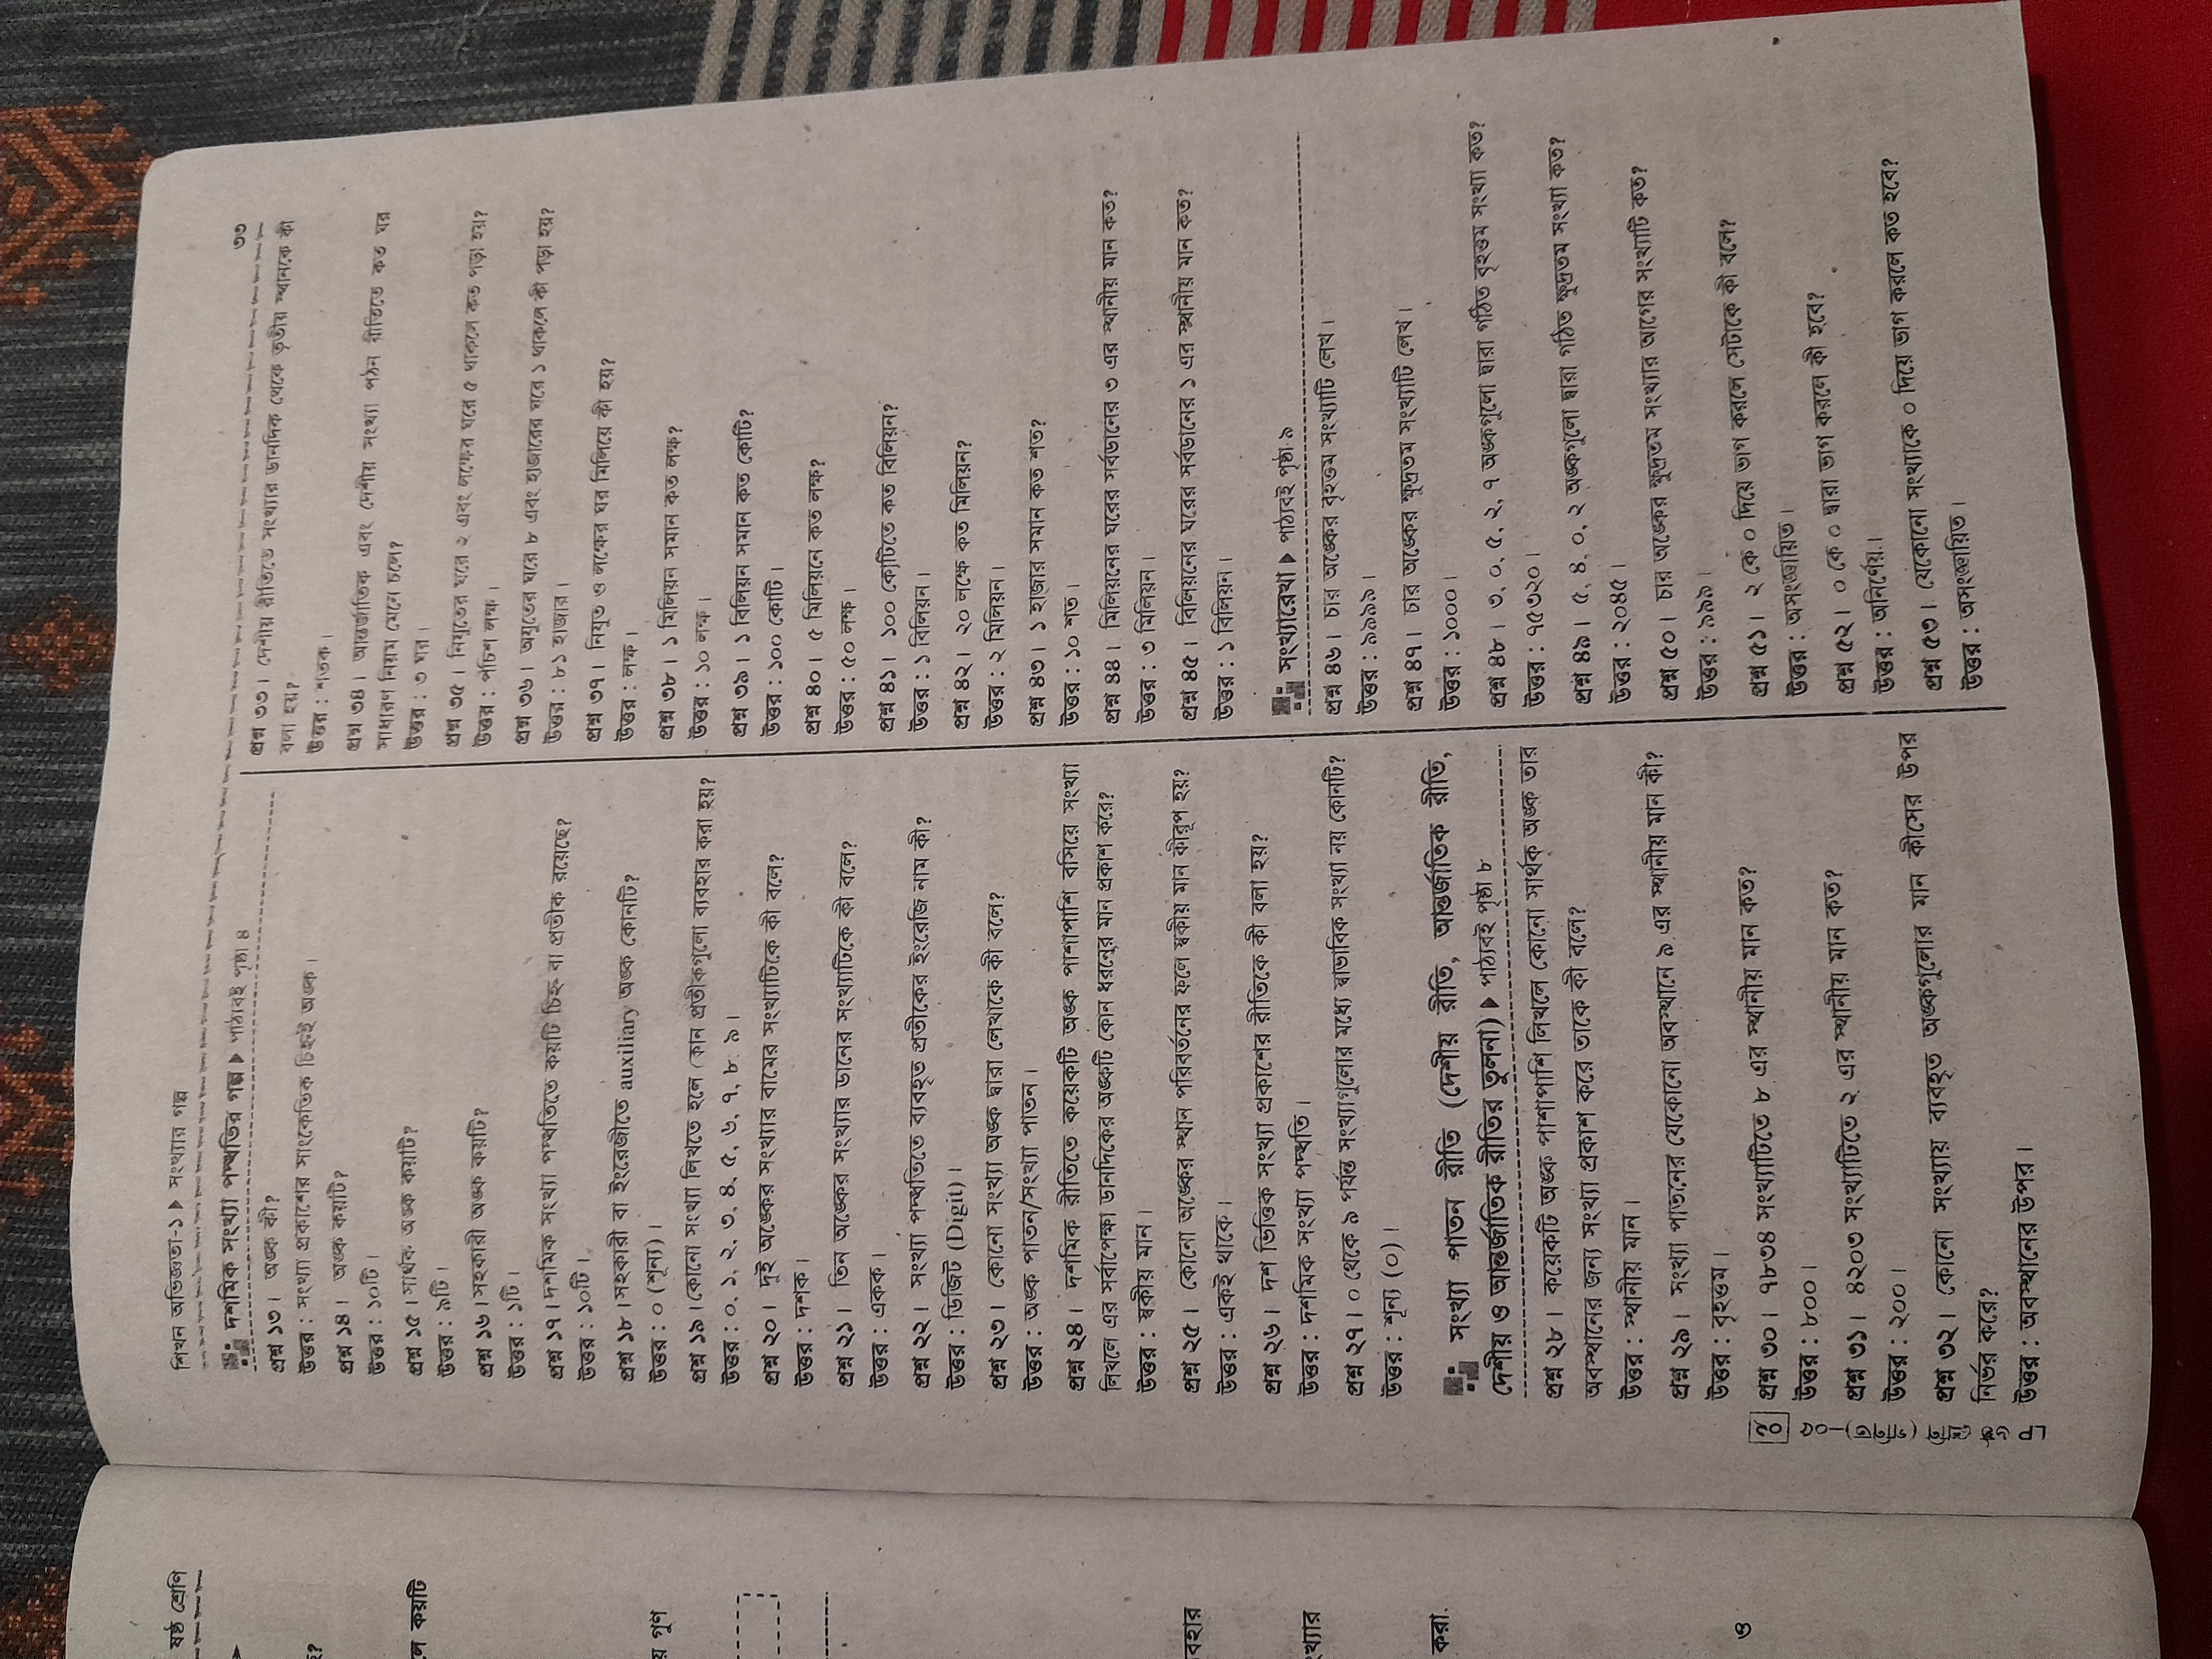 ষষ্ঠ শ্রেণি
লে কয়টি
য় গুণ
করা.
ও
শিখন অভিজ্ঞতা-১ ▶ সংখ্যার গল্প
৩৩
দশমিক সংখ্যা পদ্ধতির গল্প ▶ পাঠ্যবই পৃষ্ঠা ৪
প্রশ্ন ১৩। অঙ্ক কী?
উত্তর : সংখ্যা প্রকাশের সাংকেতিক চিহ্নই অঙ্ক।
প্রশ্ন ১৪। অঙ্ক কয়টি?
উত্তর : ১০টি।
প্রশ্ন ১৫। সার্থক অঙ্ক কয়টি?
উত্তর : ৯টি।
প্রশ্ন ১৬। সহকারী অঙ্ক কয়টি?
উত্তর : ১টি।
প্রশ্ন ১৭। দশমিক সংখ্যা পদ্ধতিতে কয়টি চিহ্ন বা প্রতীক রয়েছে?
উত্তর : ১০টি।
প্রশ্ন ১৮। সহকারী বা ইংরেজীতে auxiliary অঙ্ক কোনটি?
উত্তর : ০ (শূন্য)।
প্রশ্ন ১৯। কোনো সংখ্যা লিখতে হলে কোন প্রতীকগুলো ব্যবহার করা হয়?
উত্তর : ০, ১, ২, ৩, ৪, ৫, ৬, ৭, ৮, ৯।
প্রশ্ন ২০। দুই অঙ্কের সংখ্যার বামের সংখ্যাটিকে কী বলে?
উত্তর : দশক।
প্রশ্ন ২১। তিন অঙ্কের সংখ্যার ডানের সংখ্যাটিকে কী বলে?
উত্তর : একক।
প্রশ্ন ২২। সংখ্যা পদ্ধতিতে ব্যবহৃত প্রতীকের ইংরেজি নাম কী?
উত্তর : ডিজিট (Digit)।
প্রশ্ন ২৩। কোনো সংখ্যা অঙ্ক দ্বারা লেখাকে কী বলে?
উত্তর : অঙ্ক পাতন/সংখ্যা পাতন।
প্রশ্ন ২৪। দশমিক রীতিতে কয়েকটি অঙ্ক পাশাপাশি বসিয়ে সংখ্যা
লিখলে এর সর্বাপেক্ষা ডানদিকের অঙ্কটি কোন ধরনের মান প্রকাশ করে?
উত্তর : স্বকীয় মান।
প্রশ্ন ২৫। কোনো অঙ্কের স্থান পরিবর্তনের ফলে স্বকীয় মান কীরূপ হয়?
উত্তর : একই থাকে।
প্রশ্ন ২৬। দশ ভিত্তিক সংখ্যা প্রকাশের রীতিকে কী বলা হয়?
উত্তর : দশমিক সংখ্যা পদ্ধতি।
প্রশ্ন ২৭। ০ থেকে ৯ পর্যন্ত সংখ্যাগুলোর মধ্যে স্বাভাবিক সংখ্যা নয় কোনটি?
উত্তর : শূন্য (০)।
সংখ্যা পাতন রীতি (দেশীয় রীতি, আন্তর্জাতিক রীতি,
দেশীয় ও আন্তর্জাতিক রীতির তুলনা) ▶ পাঠ্যবই পৃষ্ঠা ৮
প্রশ্ন ২৮। কয়েকটি অঙ্ক পাশাপাশি লিখলে কোনো সার্থক অঙ্ক তার
অবস্থানের জন্য সংখ্যা প্রকাশ করে তাকে কী বলে?
উত্তর : স্থানীয় মান।
প্রশ্ন ২৯। সংখ্যা পাতনের যেকোনো অবস্থানে ৯ এর স্থানীয় মান কী?
উত্তর : বৃহত্তম।
প্রশ্ন ৩০। ৭৮৩৪ সংখ্যাটিতে ৮ এর স্থানীয় মান কত?
উত্তর : ৮০০।
প্রশ্ন ৩১। ৪২০৩ সংখ্যাটিতে ২ এর স্থানীয় মান কত?
উত্তর : ২০০।
প্রশ্ন ৩২। কোনো সংখ্যায় ব্যবহৃত অঙ্কগুলোর মান কীসের উপর
নির্ভর করে?
উত্তর : অবস্থানের উপর।
LP ৬ষ্ঠ শ্রেণি (গণিত)—০৫
প্রশ্ন ৩৩। দেশীয় রীতিতে সংখ্যার ডানদিক থেকে তৃতীয় স্থানকে কী
বলা হয়?
উত্তর : শতক।
প্রশ্ন ৩৪। আন্তর্জাতিক এবং দেশীয় সংখ্যা পঠন রীতিতে কত ঘর
সাধারণ নিয়ম মেনে চলে?
উত্তর : ৩ ঘর।
প্রশ্ন ৩৫। নিযুতের ঘরে ২ এবং লক্ষের ঘরে ৫ থাকলে কত পড়া হয়?
উত্তর : পঁচিশ লক্ষ।
প্রশ্ন ৩৬। অযুতের ঘরে ৮ এবং হাজারের ঘরে ১ থাকলে কী পড়া হয়?
উত্তর : ৮১ হাজার।
প্রশ্ন ৩৭। নিযুত ও লক্ষের ঘর মিলিয়ে কী হয়?
উত্তর : লক্ষ।
প্রশ্ন ৩৮। ১ মিলিয়ন সমান কত লক্ষ?
উত্তর : ১০ লক্ষ।
প্রশ্ন ৩৯। ১ বিলিয়ন সমান কত কোটি?
উত্তর : ১০০ কোটি।
প্রশ্ন ৪০। ৫ মিলিয়নে কত লক্ষ?
উত্তর : ৫০ লক্ষ।
প্রশ্ন ৪১। ১০০ কোটিতে কত বিলিয়ন?
উত্তর : ১ বিলিয়ন।
প্রশ্ন ৪২। ২০ লক্ষে কত মিলিয়ন?
উত্তর : ২ মিলিয়ন।
প্রশ্ন ৪৩। ১ হাজার সমান কত শত?
উত্তর : ১০ শত।
প্রশ্ন ৪৪। মিলিয়নের ঘরের সর্বডানের ৩ এর স্থানীয় মান কত?
উত্তর : ৩ মিলিয়ন।
প্রশ্ন ৪৫। বিলিয়নের ঘরের সর্বডানের ১ এর স্থানীয় মান কত?
উত্তর : ১ বিলিয়ন।
সংখ্যারেখা ▶ পাঠ্যবই পৃষ্ঠা ৯
প্রশ্ন ৪৬। চার অঙ্কের বৃহত্তম সংখ্যাটি লেখ।
উত্তর : ৯৯৯৯।
প্রশ্ন ৪৭। চার অঙ্কের ক্ষুদ্রতম সংখ্যাটি লেখ।
উত্তর : ১০০০।
প্রশ্ন ৪৮। ৩, ০, ৫, ২, ৭ অঙ্কগুলো দ্বারা গঠিত বৃহত্তম সংখ্যা কত?
উত্তর : ৭৫৩২০।
প্রশ্ন ৪৯। ৫, ৪, ০, ২ অঙ্কগুলো দ্বারা গঠিত ক্ষুদ্রতম সংখ্যা কত?
উত্তর : ২০৪৫।
প্রশ্ন ৫০। চার অঙ্কের ক্ষুদ্রতম সংখ্যার আগের সংখ্যাটি কত?
উত্তর : ৯৯৯।
প্রশ্ন ৫১। ২ কে ০ দিয়ে ভাগ করলে সেটাকে কী বলে?
উত্তর : অসংজ্ঞায়িত।
প্রশ্ন ৫২। ০ কে ০ দ্বারা ভাগ করলে কী হবে?
উত্তর : অনির্ণেয়।
প্রশ্ন ৫৩। যেকোনো সংখ্যাকে ০ দিয়ে ভাগ করলে কত হবে?
উত্তর : অসংজ্ঞায়িত।